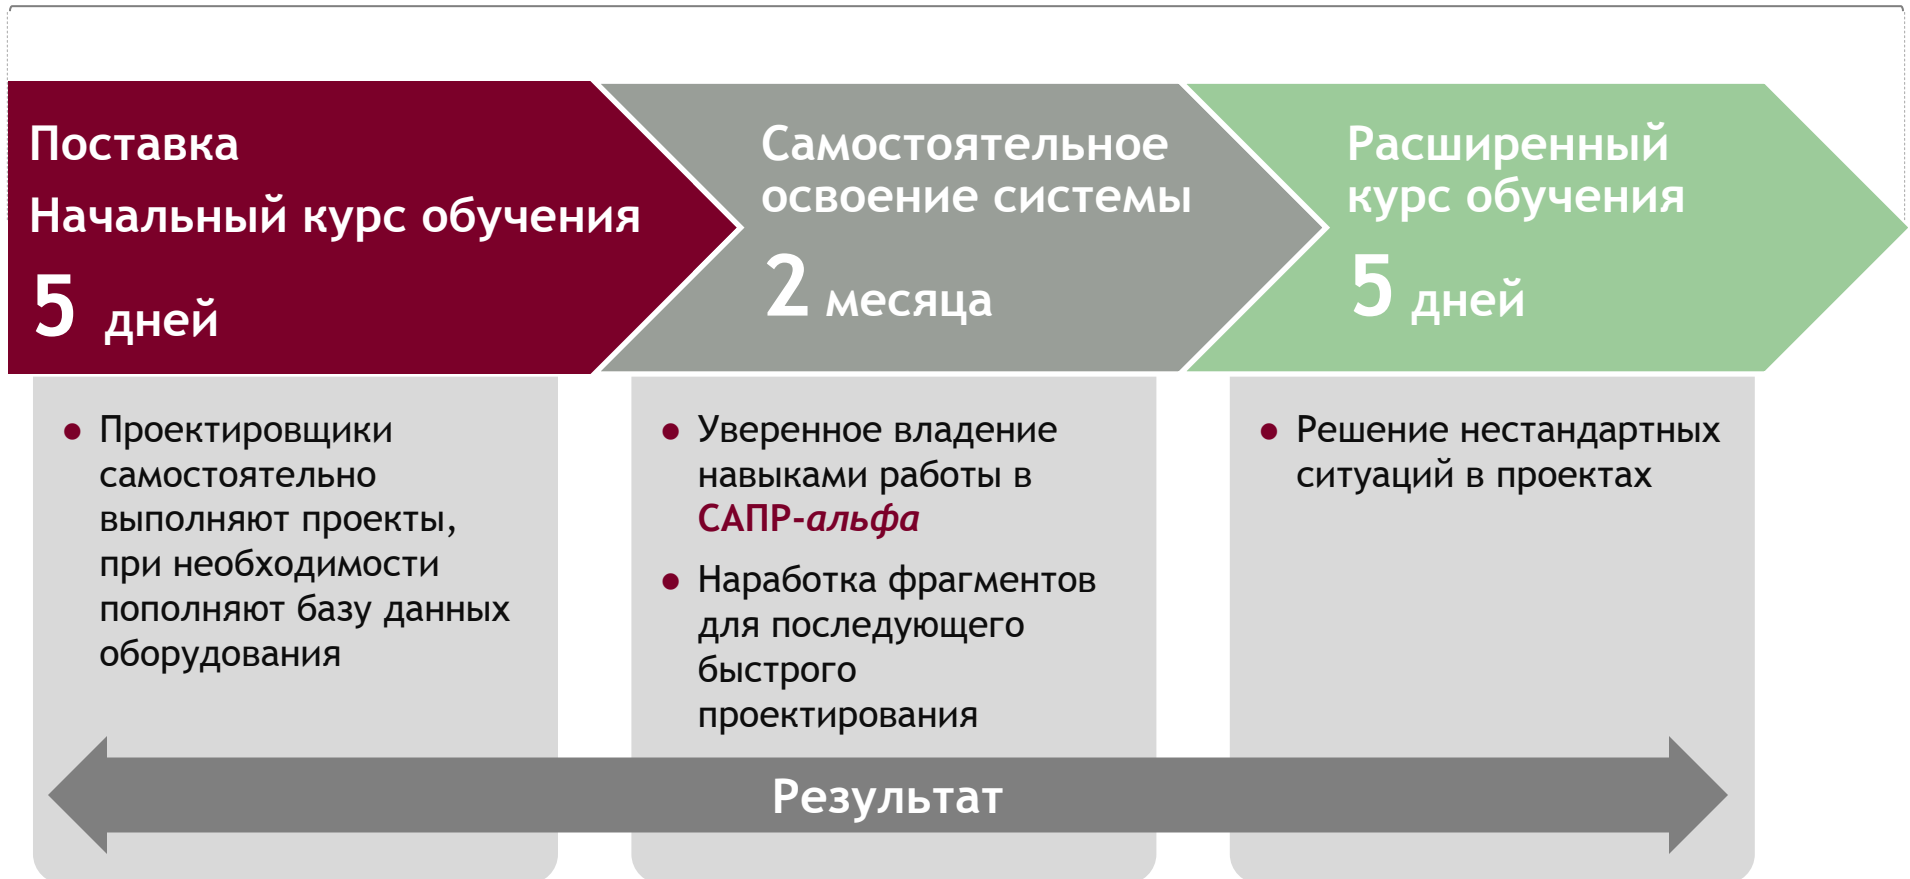 Поставка
Начальный курс обучения
5 дней
Самостоятельное
освоение системы
2 месяца
Расширенный
курс обучения
5 дней
● Проектировщики
самостоятельно
выполняют проекты,
при необходимости
пополняют базу данных
оборудования
● Уверенное владение
навыками работы в
САПР-альфа
● Наработка фрагментов
для последующего
быстрого
проектирования
● Решение нестандартных
ситуаций в проектах
Результат